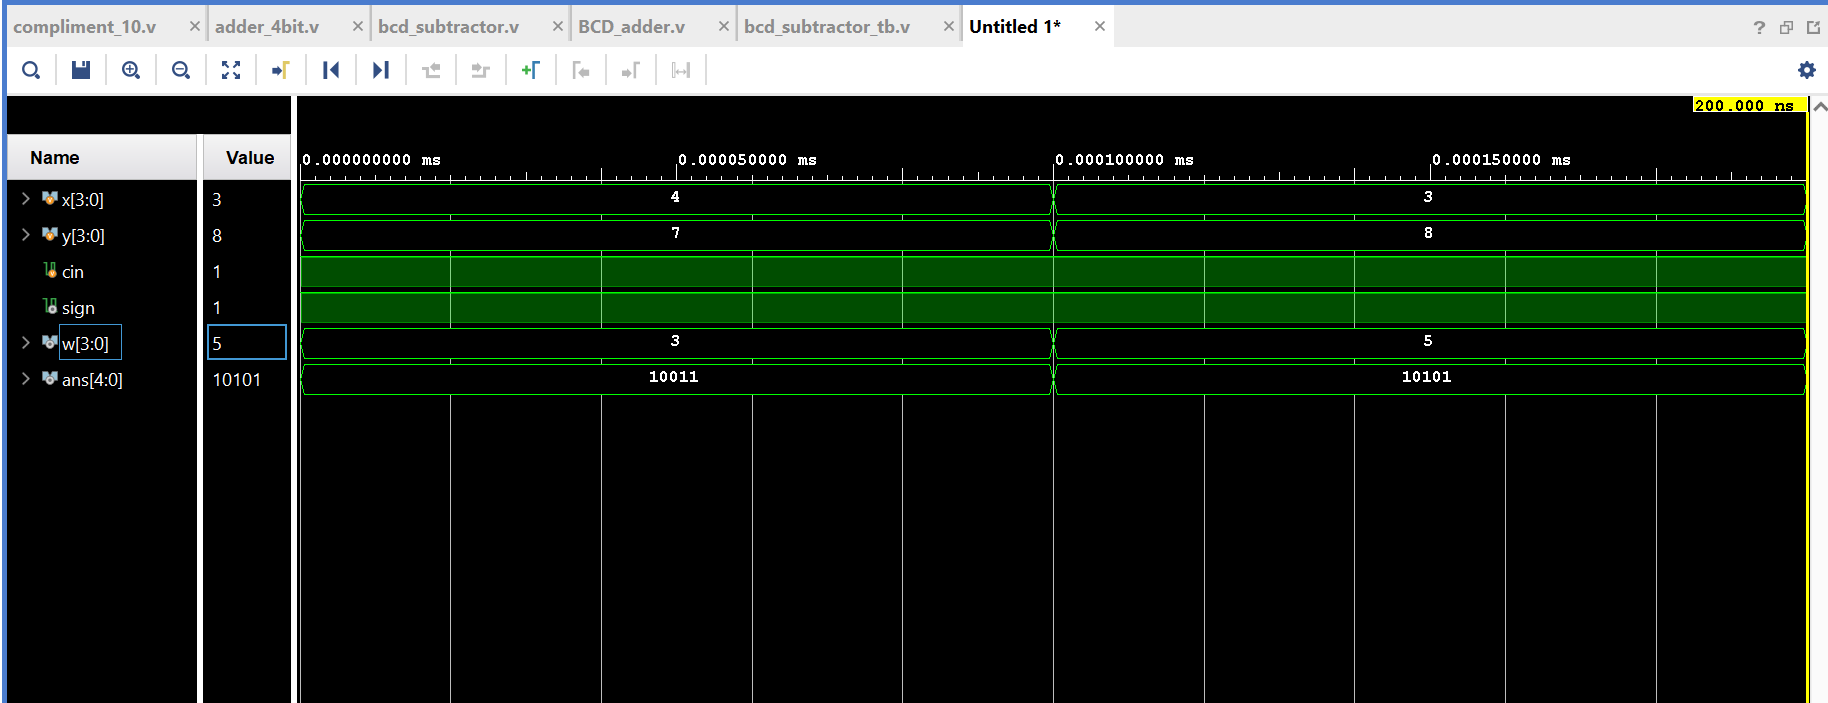 compliment_10.v × adder_4bit.v × bcd_subtractor.v × BCD_adder.v × bcd_subtractor_tb.v × Untitled 1* × ?
200.000 ns
Name Value 0.000000000 ms 0.000050000 ms 0.000100000 ms 0.000150000 ms
x[3:0] 3 4 3
y[3:0] 8 7 8
cin 1
sign 1
w[3:0] 5 3 5
ans[4:0] 10101 10011 10101